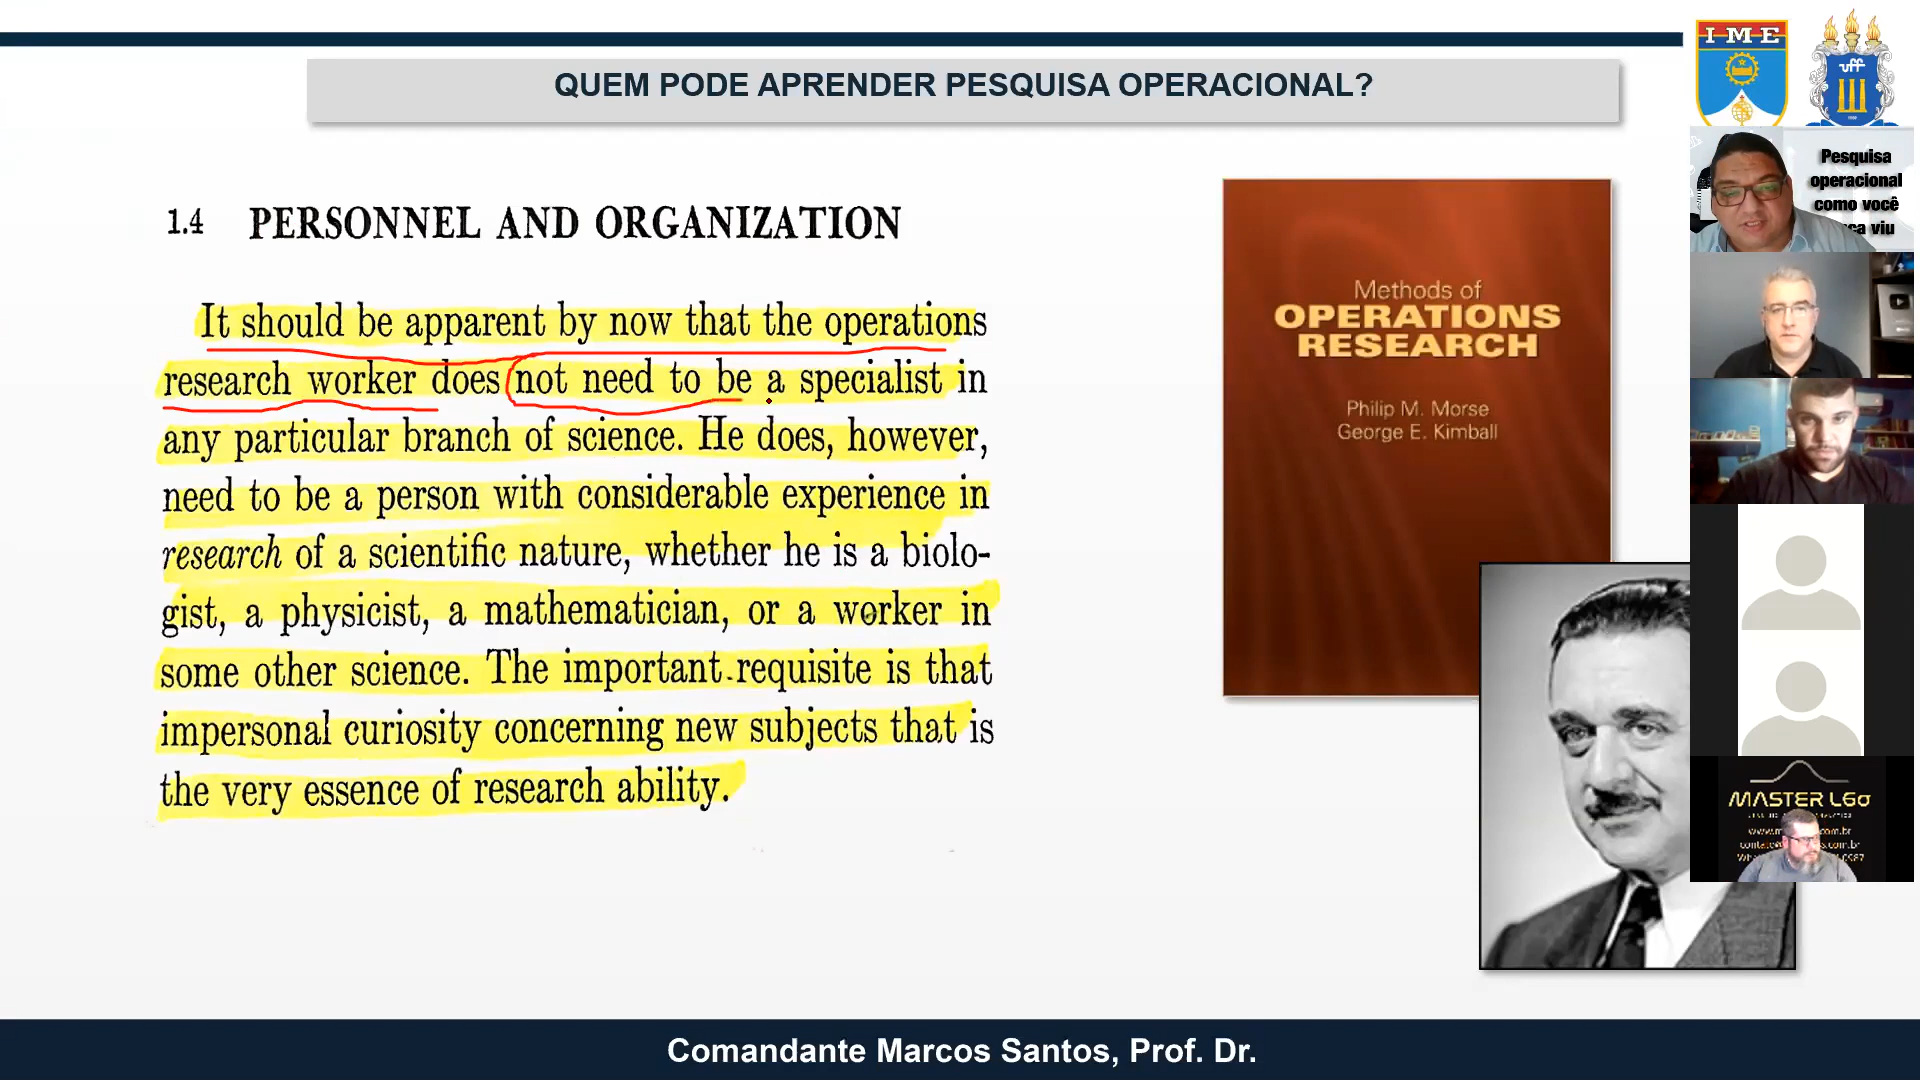 QUEM PODE APRENDER PESQUISA OPERACIONAL?
IME
uff
1.4 PERSONNEL AND ORGANIZATION
It should be apparent by now that the operations
research worker does not need to be a specialist in
any particular branch of science. He does, however,
need to be a person with considerable experience in
research of a scientific nature, whether he is a biolo-
gist, a physicist, a mathematician, or a worker in
some other science. The important requisite is that
impersonal curiosity concerning new subjects that is
the very essence of research ability.
Methods of
OPERATIONS
RESEARCH
Philip M. Morse
George E. Kimball
Pesquisa
operacional
como você
viu
MASTER L6σ
Comandante Marcos Santos, Prof. Dr.